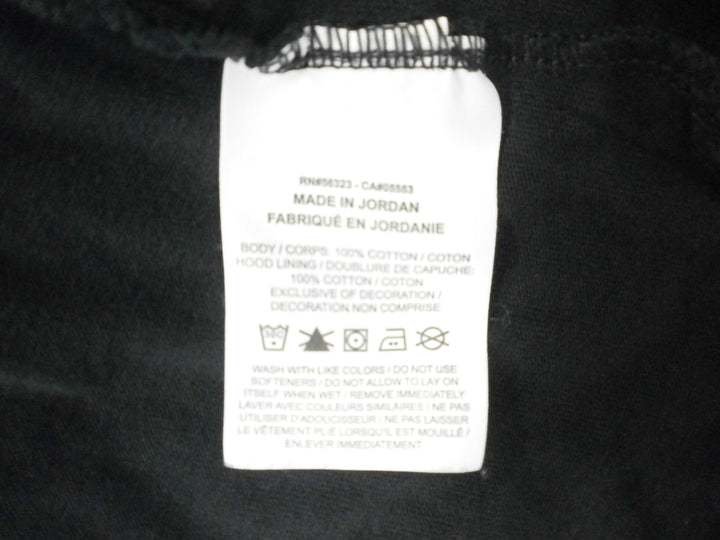 RN#56323 - CA#05553
MADE IN JORDAN
FABRIQUÉ EN JORDANIE
BODY / CORPS: 100% COTTON / COTON
HOOD LINING / DOUBLURE DE CAPUCHE:
100% COTTON / COTON
EXCLUSIVE OF DECORATION /
DECORATION NON COMPRISE
WASH WITH LIKE COLORS / DO NOT USE
SOFTENERS / DO NOT ALLOW TO LAY ON
ITSELF WHEN WET / REMOVE IMMEDIATELY
LAVER AVEC COULEURS SIMILAIRES / NE PAS
UTILISER D'ADOUCISSEUR / NE PAS LAISSER
LE VÊTEMENT PLIÉ LORSQU'IL EST MOUILLÉ /
ENLEVER IMMEDIATEMENT